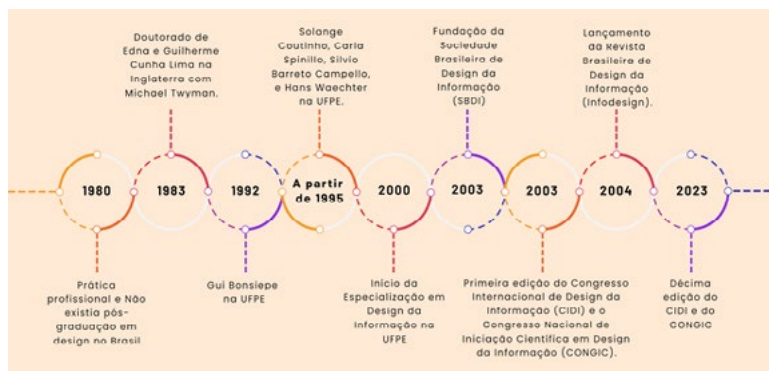 Doutorado de
Edna e Guilherme
Cunha Lima na
Inglaterra com
Michael Twyman.
Solange
Coutinho, Carla
Spinillo, Silvio
Barreto Campello,
e Hans Waechter
na UFPE.
Fundação da
Sociedade
Brasileira de
Design da
Informação
(SBDI)
Lançamento
da Revista
Brasileira de
Design da
Informação
(Infodesign).
1980
1983
1992
A partir
de 1995
2000
2003
2003
2004
2023
Prática
profissional e Não
existia pós-
graduação em
design no Brasil
Gui Bonsiepe
na UFPE
Início da
Especialização em
Design da
Informação na
UFPE
Primeira edição do Congresso
Internacional de Design da
Informação (CIDI) e o
Congresso Nacional de
Iniciação Científica em Design
da Informação (CONGIC).
Décima
edição do
CIDI e do
CONGIC